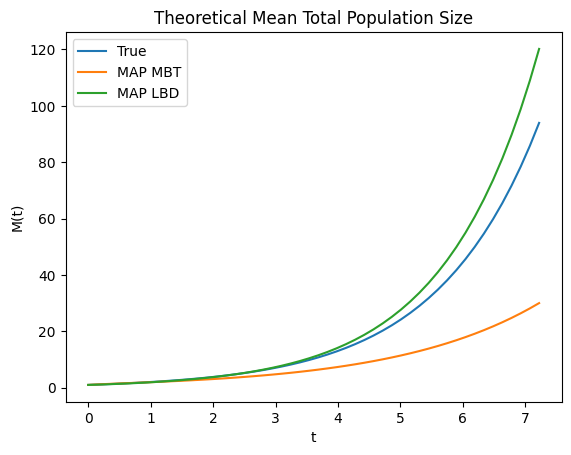 Theoretical Mean Total Population Size
True
MAP MBT
MAP LBD
120
100
80
60
40
20
0
M(t)
0 1 2 3 4 5 6 7
t